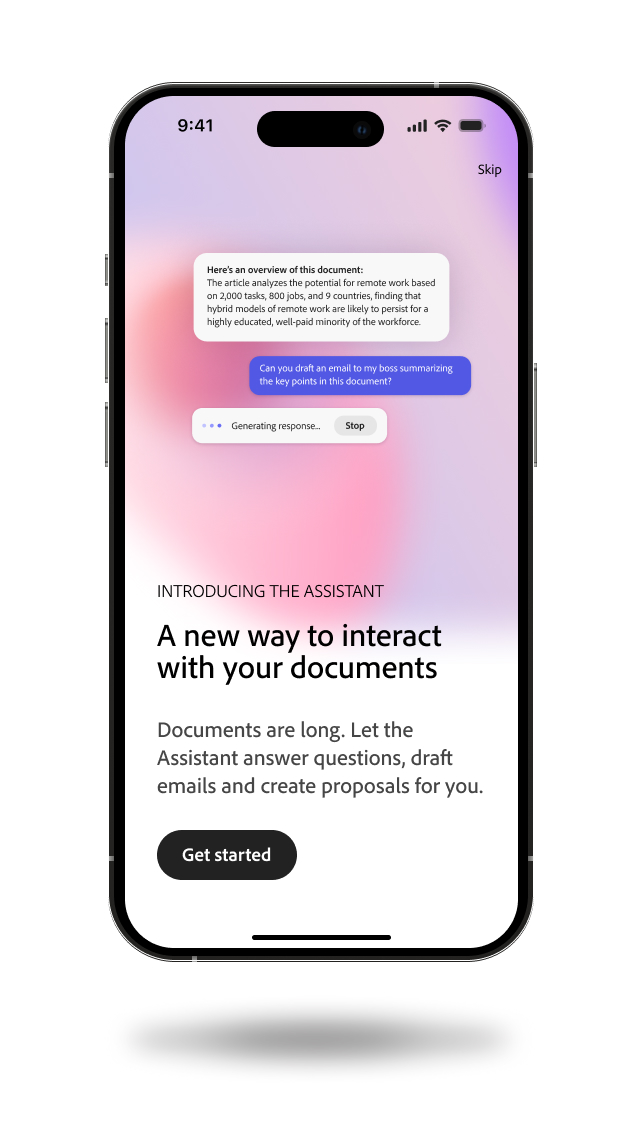 9:41
Skip
Here's an overview of this document:
The article analyzes the potential for remote work based
on 2,000 tasks, 800 jobs, and 9 countries, finding that
hybrid models of remote work are likely to persist for a
highly educated, well-paid minority of the workforce.
Can you draft an email to my boss summarizing
the key points in this document?
Generating response... Stop
INTRODUCING THE ASSISTANT
A new way to interact
with your documents
Documents are long. Let the
Assistant answer questions, draft
emails and create proposals for you.
Get started